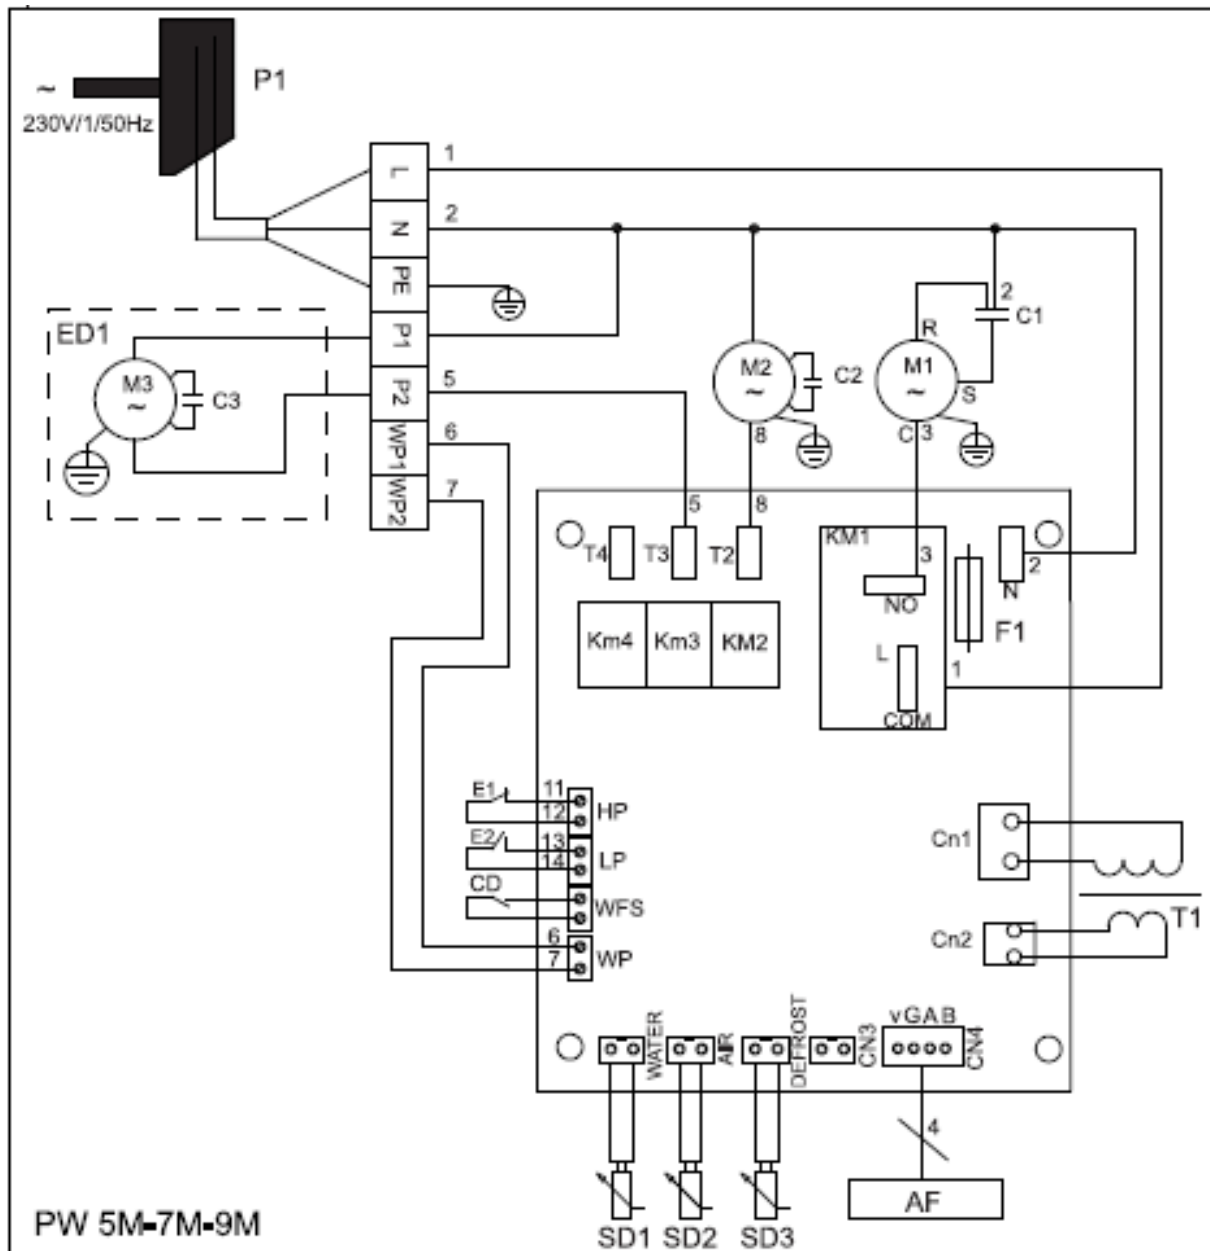 P1
~
230V/1/50Hz
L
1
N
2
PE
P1
P2
5
WP1
6
WP2
7
ED1
M3
~
C3
M2
~
C2
8
R
2
C1
M1
~
S
C 3
5
8
T4
T3
T2
KM1
3
NO
N
2
F1
L
1
COM
Km4
Km3
KM2
E1
11
12
HP
E2
13
14
LP
CD
WFS
6
7
WP
Cn1
Cn2
T1
WATER
AIR
DEFROST
CN3
vGAB
CN4
4
AF
SD1
SD2
SD3
PW 5M-7M-9M